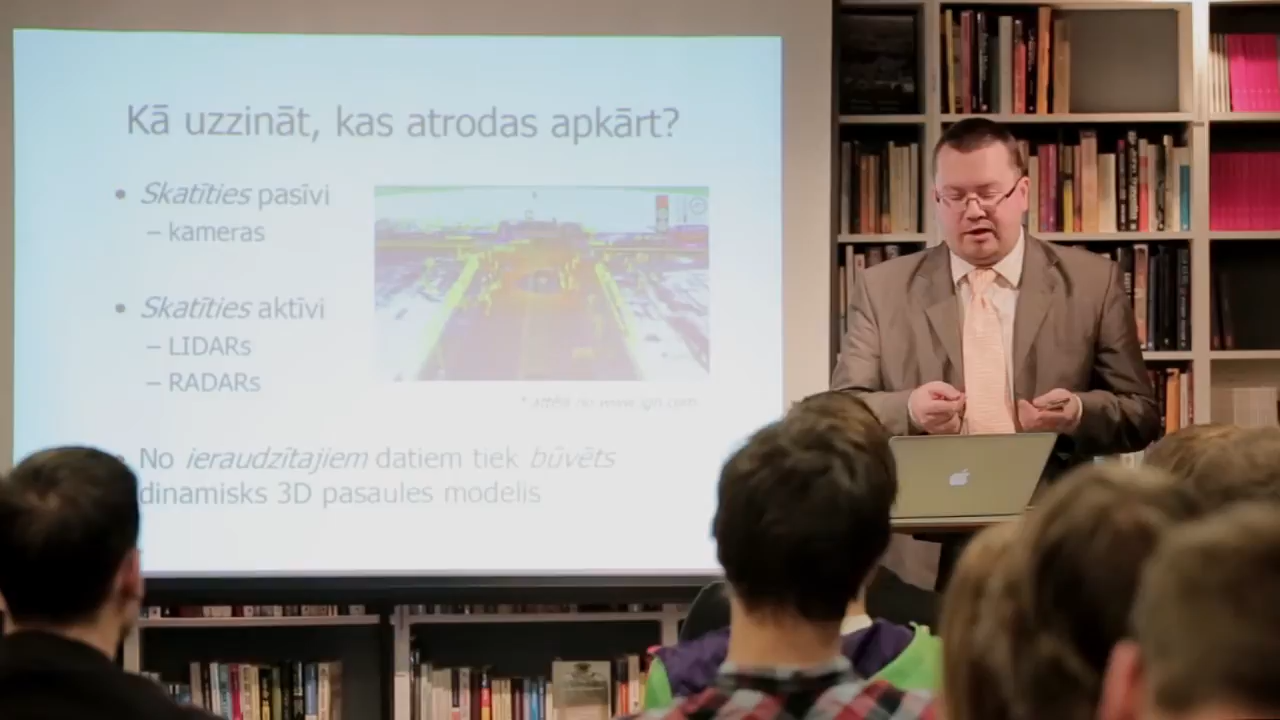 Kā uzzināt, kas atrodas apkārt?
• Skatīties pasīvi
– kameras
• Skatīties aktīvi
– LIDARs
– RADARs
• No ieraudzītajiem datiem tiek būvēts
dinamisks 3D pasaules modelis